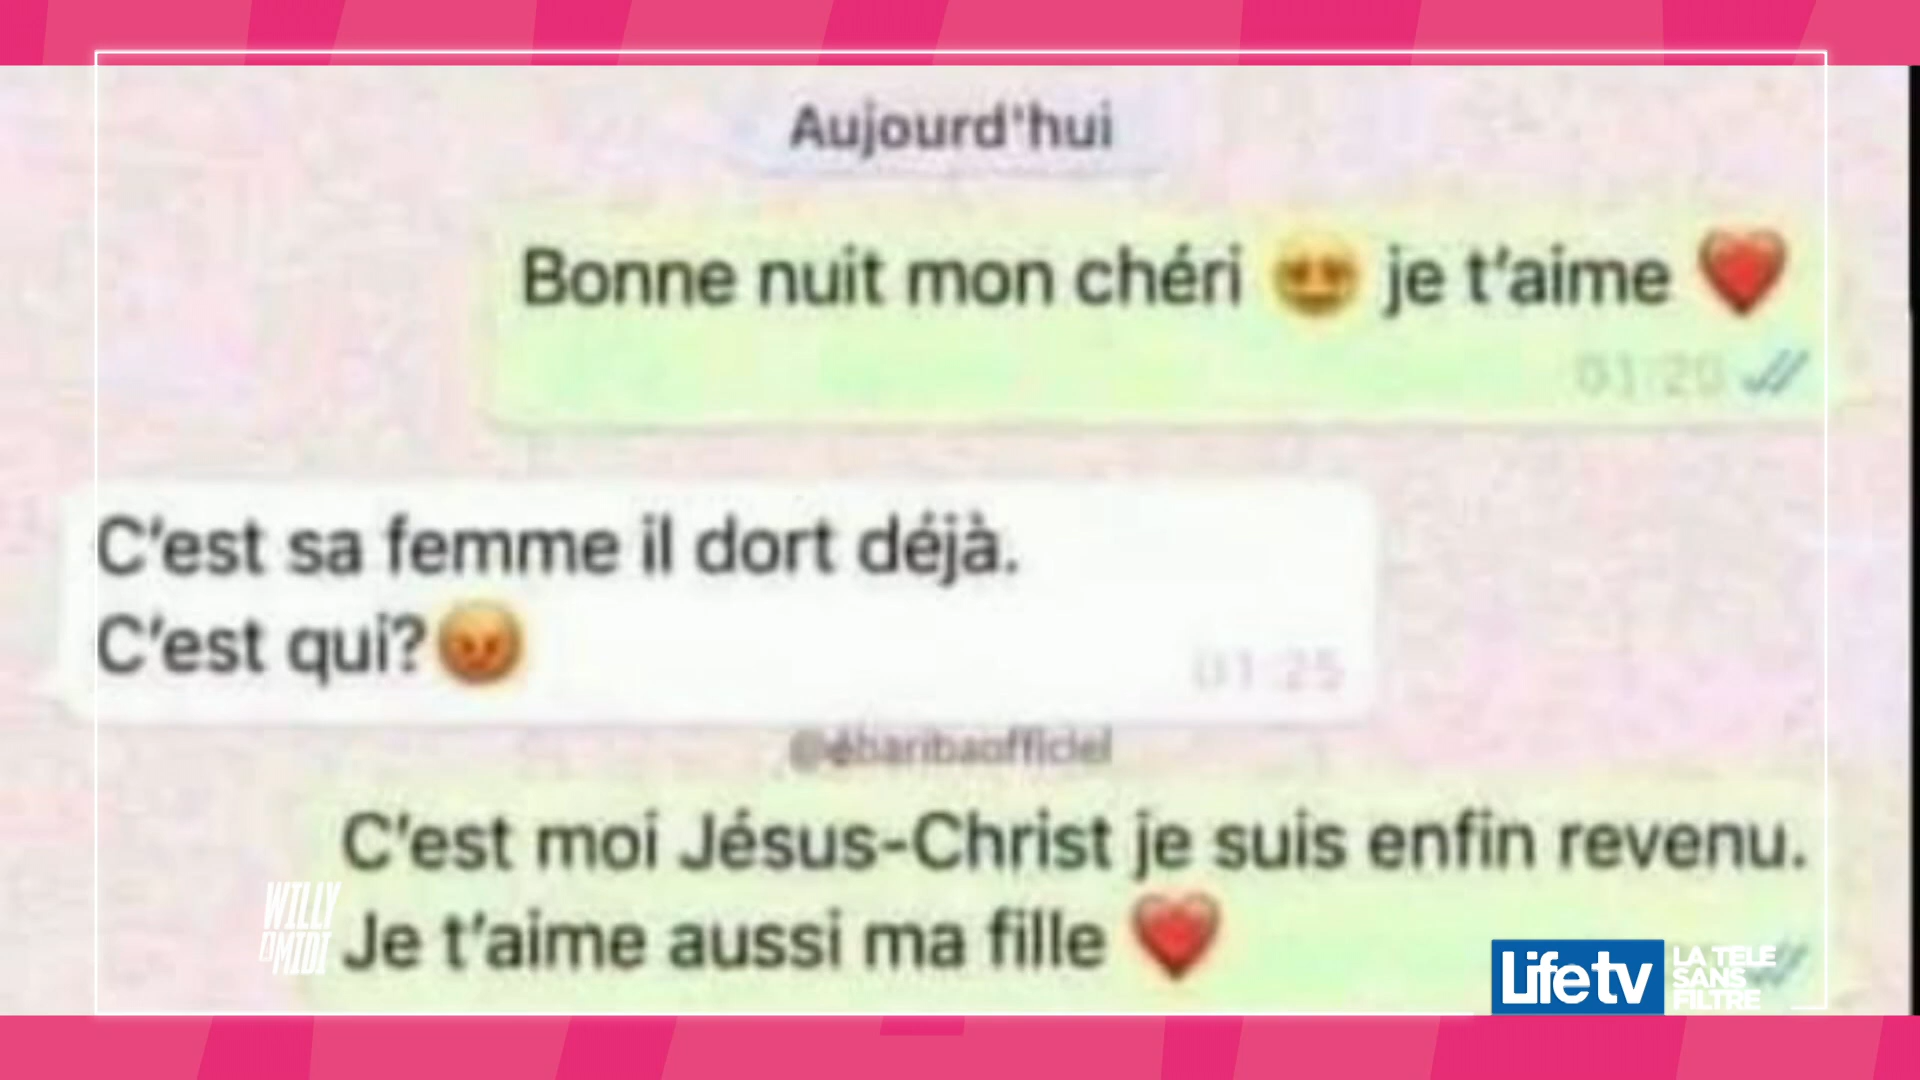 Aujourd'hui
Bonne nuit mon chéri 🤩 je t'aime ❤️
01:20
C'est sa femme il dort déjà.
C'est qui?😡
01:25
@ébaribaofficiel
C'est moi Jésus-Christ je suis enfin revenu.
Je t'aime aussi ma fille ❤️
WILLY
À MIDI
Life tv
LA TELE
SANS
FILTRE